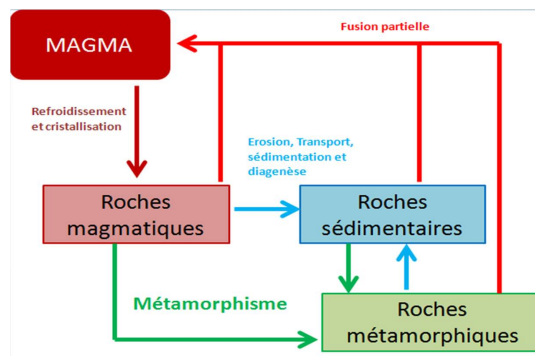 Fusion partielle
MAGMA
Refroidissement
et cristallisation
Erosion, Transport,
sédimentation et
diagenèse
Roches
magmatiques
Roches
sédimentaires
Métamorphisme
Roches
métamorphiques